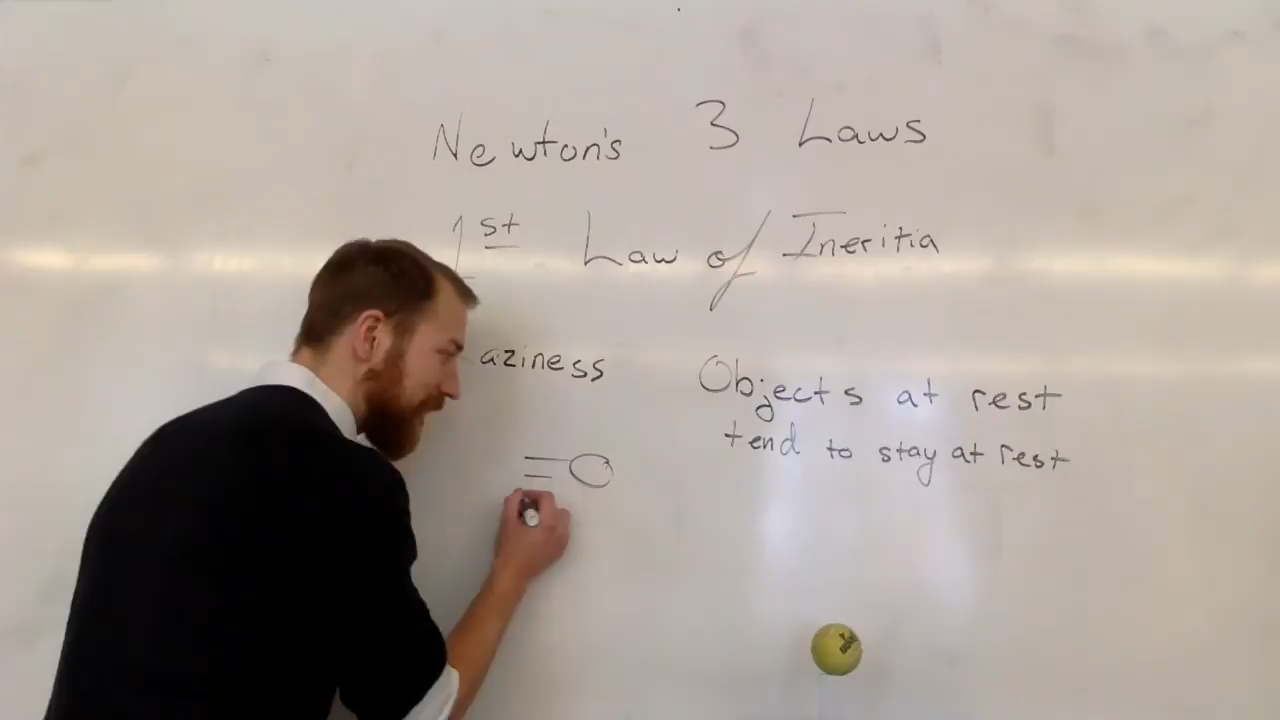 Newton's 3 Laws
1st Law of Ineritia
aziness
Objects at rest
tend to stay at rest